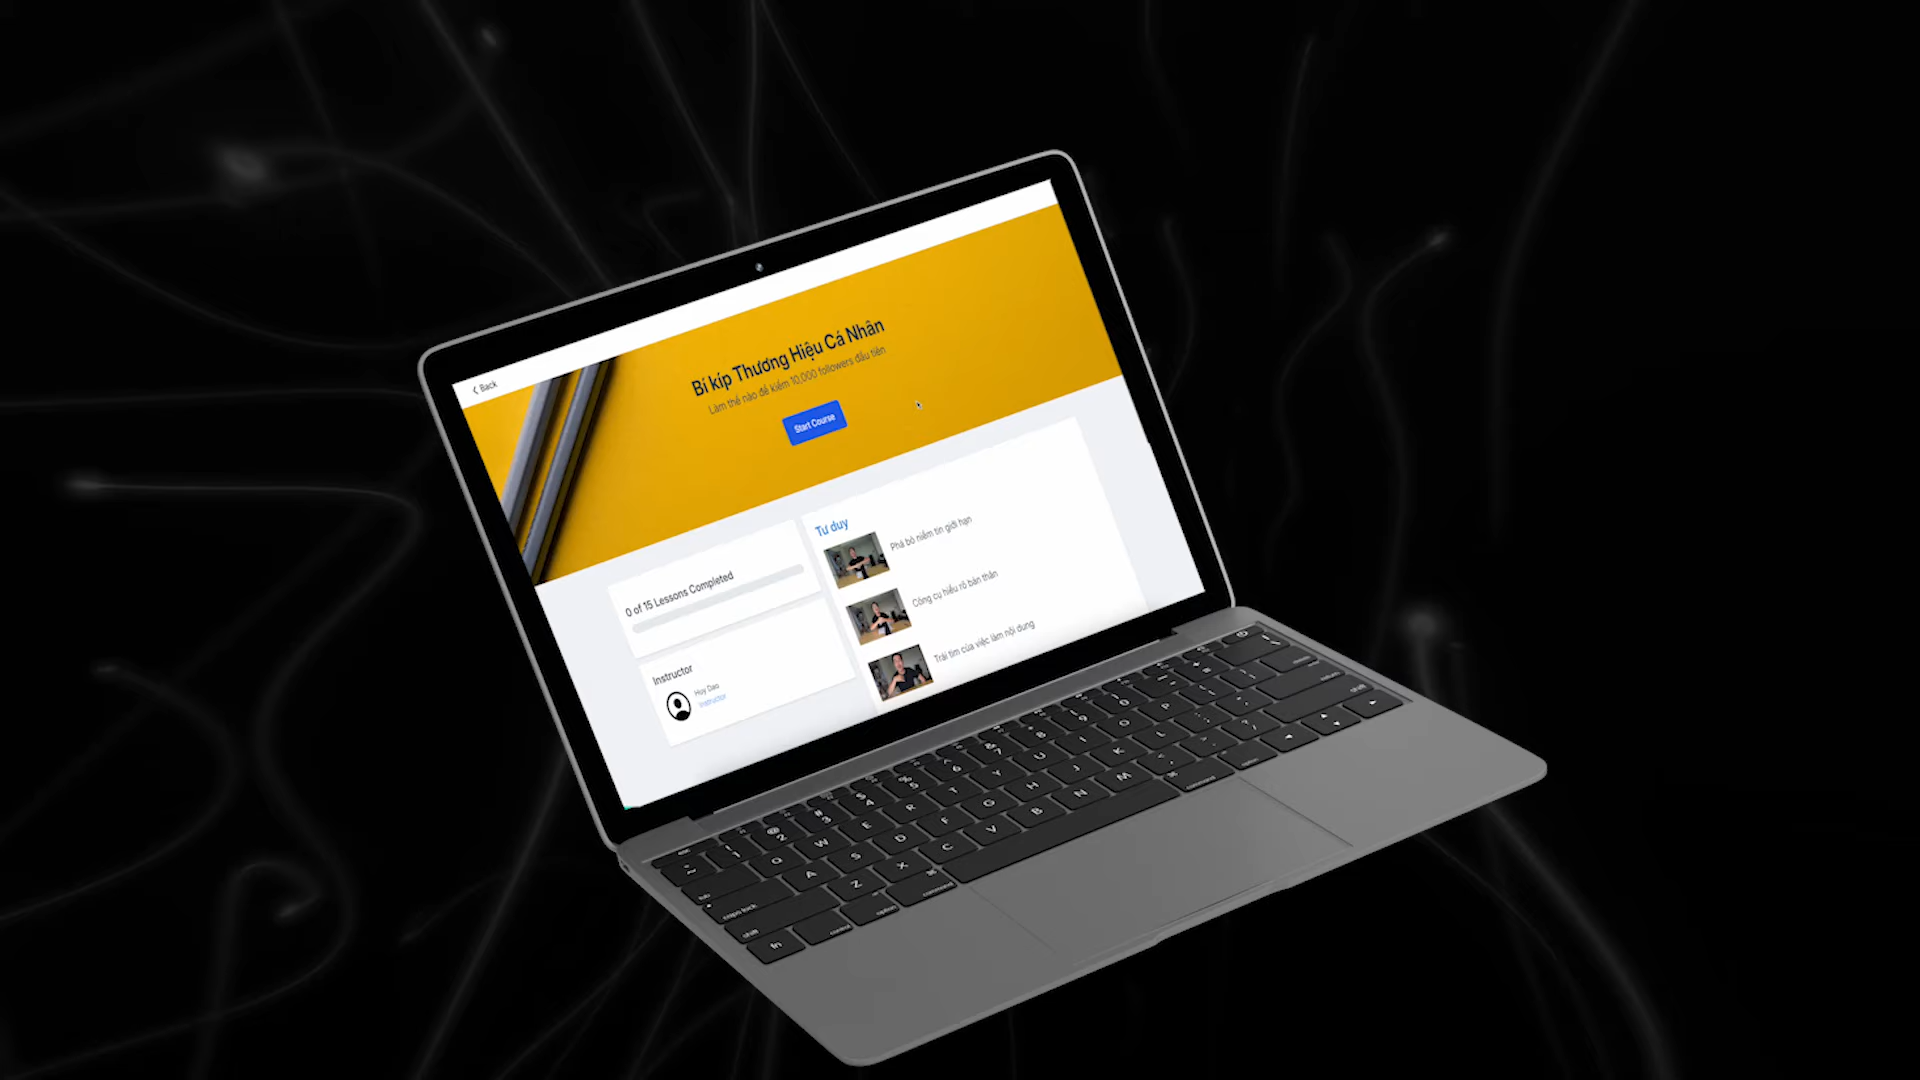 Back
Bí kíp Thương Hiệu Cá Nhân
Làm thế nào để kiếm 10,000 followers đầu tiên
Start Course
0 of 15 Lessons Completed
Instructor
Huy Dao
Instructor
Tư duy
Phá bỏ niềm tin giới hạn
Công cụ hiểu rõ bản thân
Trái tim của việc làm nội dung